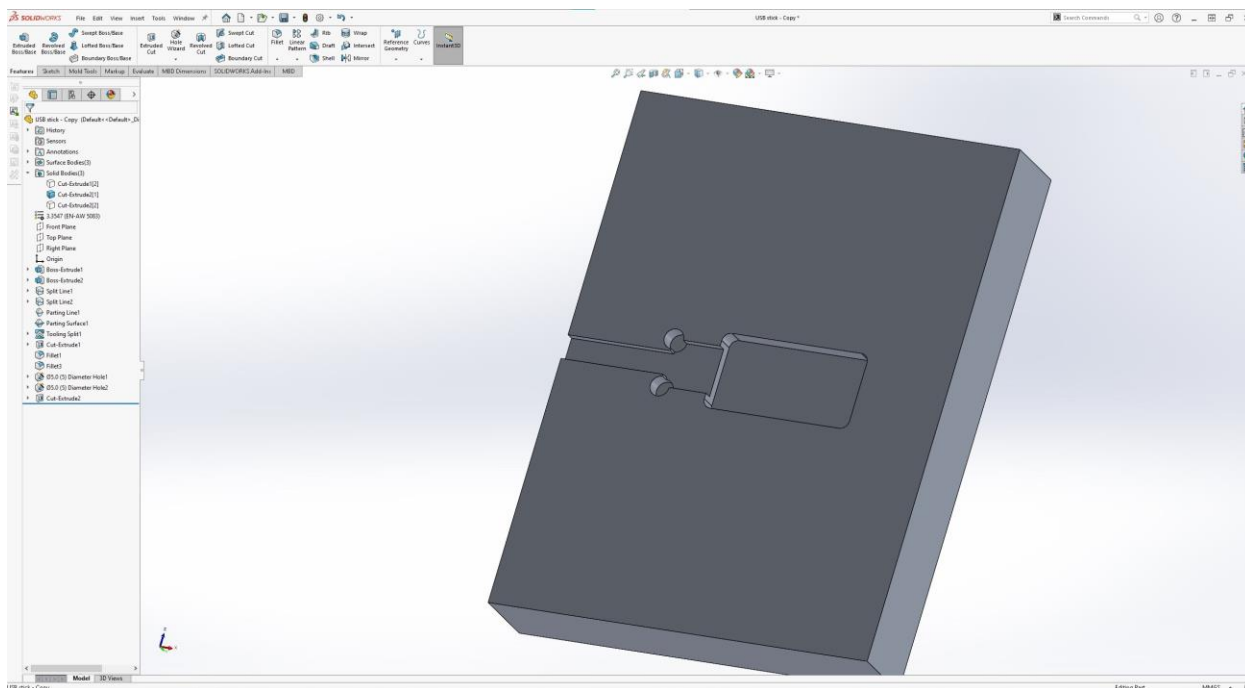 SOLIDWORKS File Edit View Insert Tools Window
USB stick - Copy *
Search Commands
Extruded Boss/Base
Revolved Boss/Base
Swept Boss/Base
Lofted Boss/Base
Boundary Boss/Base
Extruded Cut
Hole Wizard
Revolved Cut
Swept Cut
Lofted Cut
Boundary Cut
Fillet
Linear Pattern
Rib
Draft
Shell
Wrap
Intersect
Mirror
Reference Geometry
Curves
Instant3D
Features Sketch Mold Tools Markup Evaluate MBD Dimensions SOLIDWORKS Add-Ins MBD
USB stick - Copy (Default<<Default>_Di
History
Sensors
Annotations
Surface Bodies(3)
Solid Bodies(3)
Cut-Extrude1[2]
Cut-Extrude2[1]
Cut-Extrude2[2]
3.3547 (EN-AW 5083)
Front Plane
Top Plane
Right Plane
Origin
Boss-Extrude1
Boss-Extrude2
Split Line1
Split Line2
Parting Line1
Parting Surface1
Tooling Split1
Cut-Extrude1
Fillet1
Fillet3
Ø5.0 (5) Diameter Hole1
Ø5.0 (5) Diameter Hole2
Cut-Extrude2
Model 3D Views
USB stick - Copy
Editing Part
MMGS